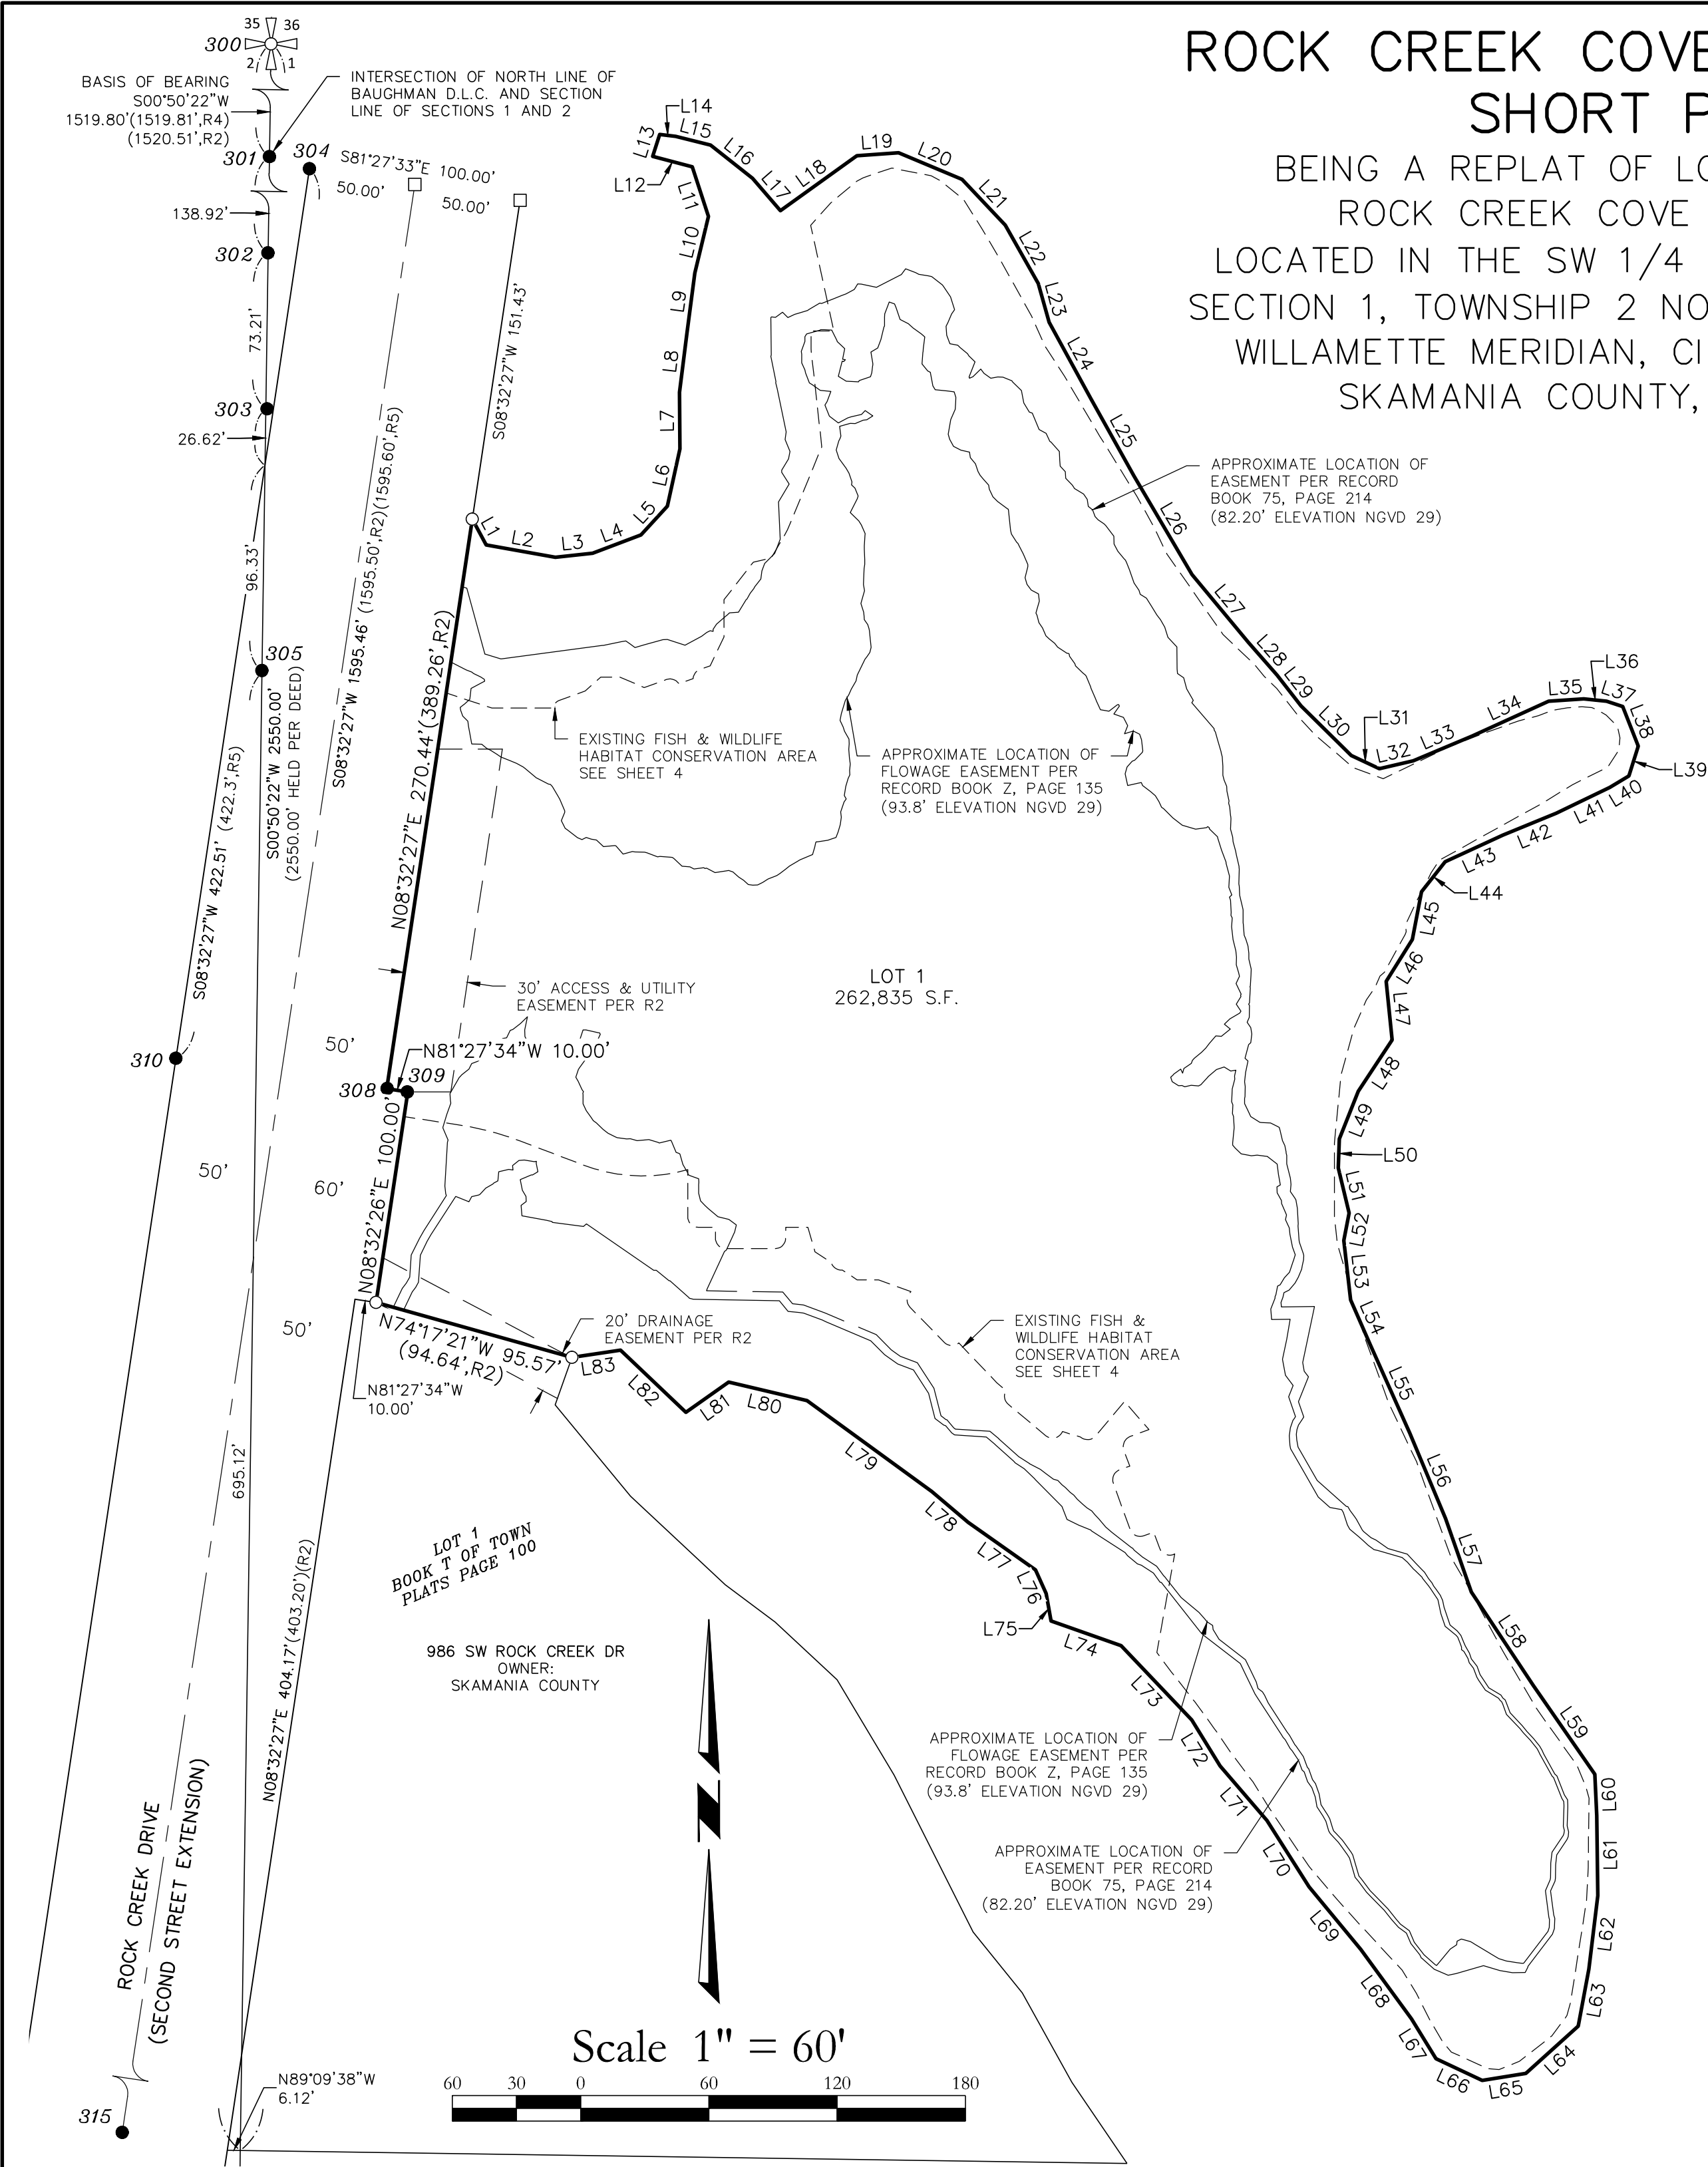 ROCK CREEK COVE
SHORT P
BEING A REPLAT OF LO
ROCK CREEK COVE
LOCATED IN THE SW 1/4
SECTION 1, TOWNSHIP 2 NO
WILLAMETTE MERIDIAN, CI
SKAMANIA COUNTY,
35
36
300
2
1
BASIS OF BEARING
S00°50'22"W
1519.80'(1519.81',R4)
(1520.51',R2)
INTERSECTION OF NORTH LINE OF
BAUGHMAN D.L.C. AND SECTION
LINE OF SECTIONS 1 AND 2
301
304
S81°27'33"E 100.00'
50.00'
50.00'
138.92'
302
73.21'
303
26.62'
S08°32'27"W 151.43'
96.33'
305
S00°50'22"W 2550.00'
(2550.00' HELD PER DEED)
S08°32'27"W 1595.46' (1595.50',R2)(1595.60',R5)
S08°32'27"W 422.51' (422.3',R5)
N08°32'27"E 270.44'(389.26',R2)
L1
L2
L3
L4
L5
L6
L7
L8
L9
L10
L11
L12
L13
L14
L15
L16
L17
L18
L19
L20
L21
L22
L23
L24
L25
L26
L27
L28
L29
L30
L31
L32
L33
L34
L35
L36
L37
L38
L39
L40
L41
L42
L43
L44
L45
L46
L47
L48
L49
L50
L51
L52
L53
L54
L55
L56
L57
L58
L59
L60
L61
L62
L63
L64
L65
L66
L67
L68
L69
L70
L71
L72
L73
L74
L75
L76
L77
L78
L79
L80
L81
L82
L83
APPROXIMATE LOCATION OF
EASEMENT PER RECORD
BOOK 75, PAGE 214
(82.20' ELEVATION NGVD 29)
EXISTING FISH & WILDLIFE
HABITAT CONSERVATION AREA
SEE SHEET 4
APPROXIMATE LOCATION OF
FLOWAGE EASEMENT PER
RECORD BOOK Z, PAGE 135
(93.8' ELEVATION NGVD 29)
LOT 1
262,835 S.F.
30' ACCESS & UTILITY
EASEMENT PER R2
310
50'
N81°27'34"W 10.00'
308
309
50'
60'
N08°32'26"E 100.00'
50'
N74°17'21"W 95.57'
(94.64',R2)
20' DRAINAGE
EASEMENT PER R2
N81°27'34"W
10.00'
EXISTING FISH &
WILDLIFE HABITAT
CONSERVATION AREA
SEE SHEET 4
695.12'
N08°32'27"E 404.17'(403.20')(R2)
LOT 1
BOOK T OF TOWN
PLATS PAGE 100
986 SW ROCK CREEK DR
OWNER:
SKAMANIA COUNTY
APPROXIMATE LOCATION OF
FLOWAGE EASEMENT PER
RECORD BOOK Z, PAGE 135
(93.8' ELEVATION NGVD 29)
APPROXIMATE LOCATION OF
EASEMENT PER RECORD
BOOK 75, PAGE 214
(82.20' ELEVATION NGVD 29)
ROCK CREEK DRIVE
(SECOND STREET EXTENSION)
N
Scale 1" = 60'
60 30 0 60 120 180
N89°09'38"W
6.12'
315